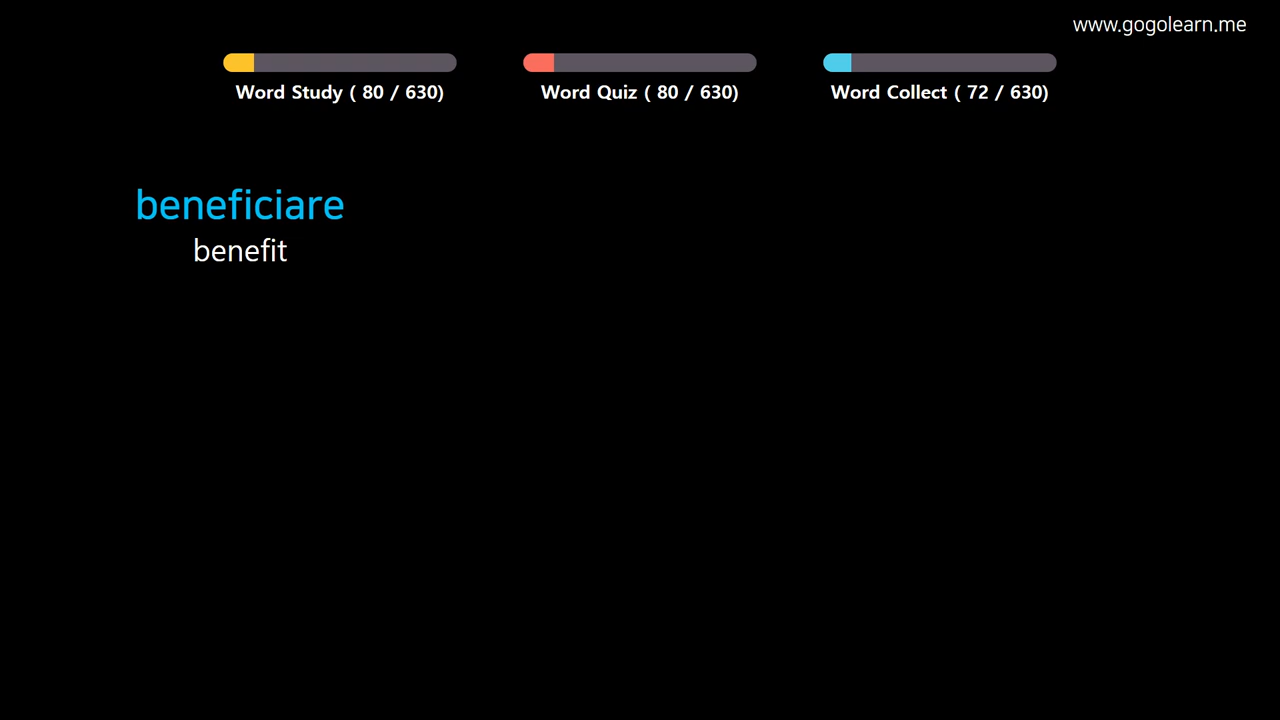 www.gogolearn.me
Word Study ( 80 / 630)
Word Quiz ( 80 / 630)
Word Collect ( 72 / 630)
beneficiare
benefit